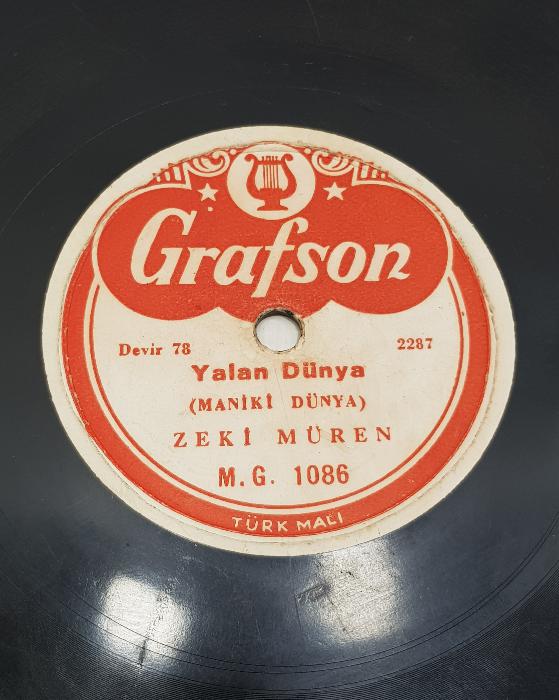 Grafson
Devir 78
2287
Yalan Dünya
(MANİKİ DÜNYA)
ZEKİ MÜREN
M.G. 1086
TÜRK MALI